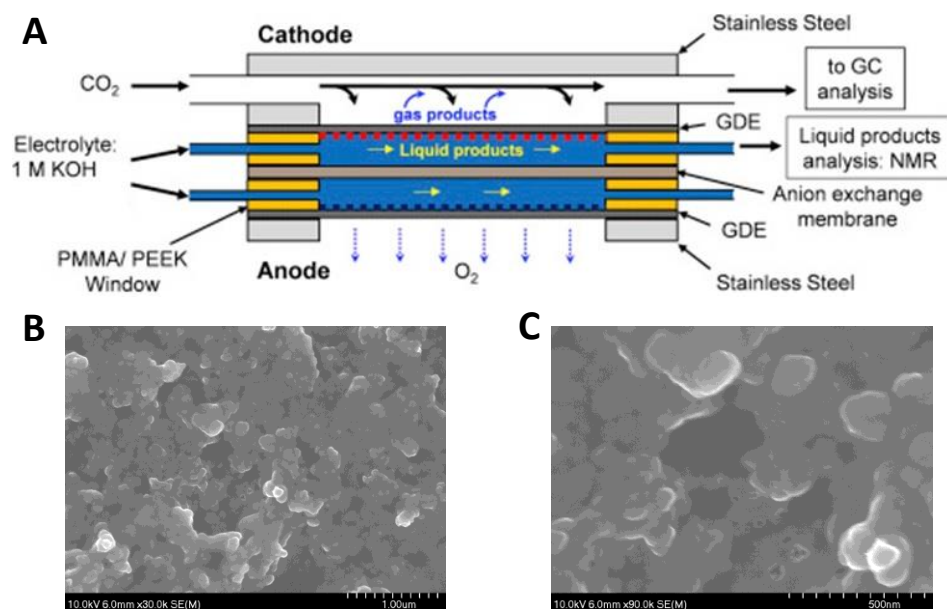 A
Cathode
Stainless Steel
CO2
gas products
to GC
analysis
GDE
Electrolyte:
1 M KOH
Liquid products
Liquid products
analysis: NMR
Anion exchange
membrane
GDE
PMMA/ PEEK
Window
Anode
O2
Stainless Steel
B
C
10.0kV 6.0mm x30.0k SE(M)
1.00um
10.0kV 6.0mm x90.0k SE(M)
500nm